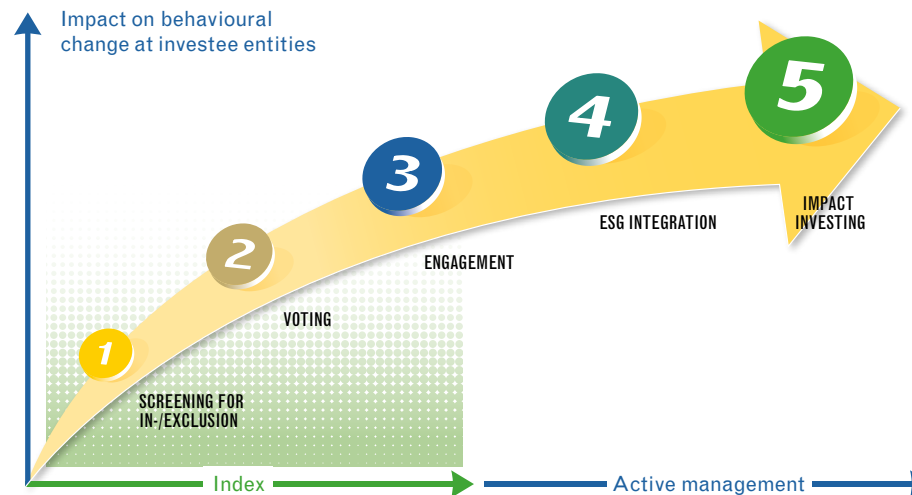 Impact on behavioural
change at investee entities
5
4
3
2
1
IMPACT
INVESTING
ESG INTEGRATION
ENGAGEMENT
VOTING
SCREENING FOR
IN-/EXCLUSION
Index
Active management